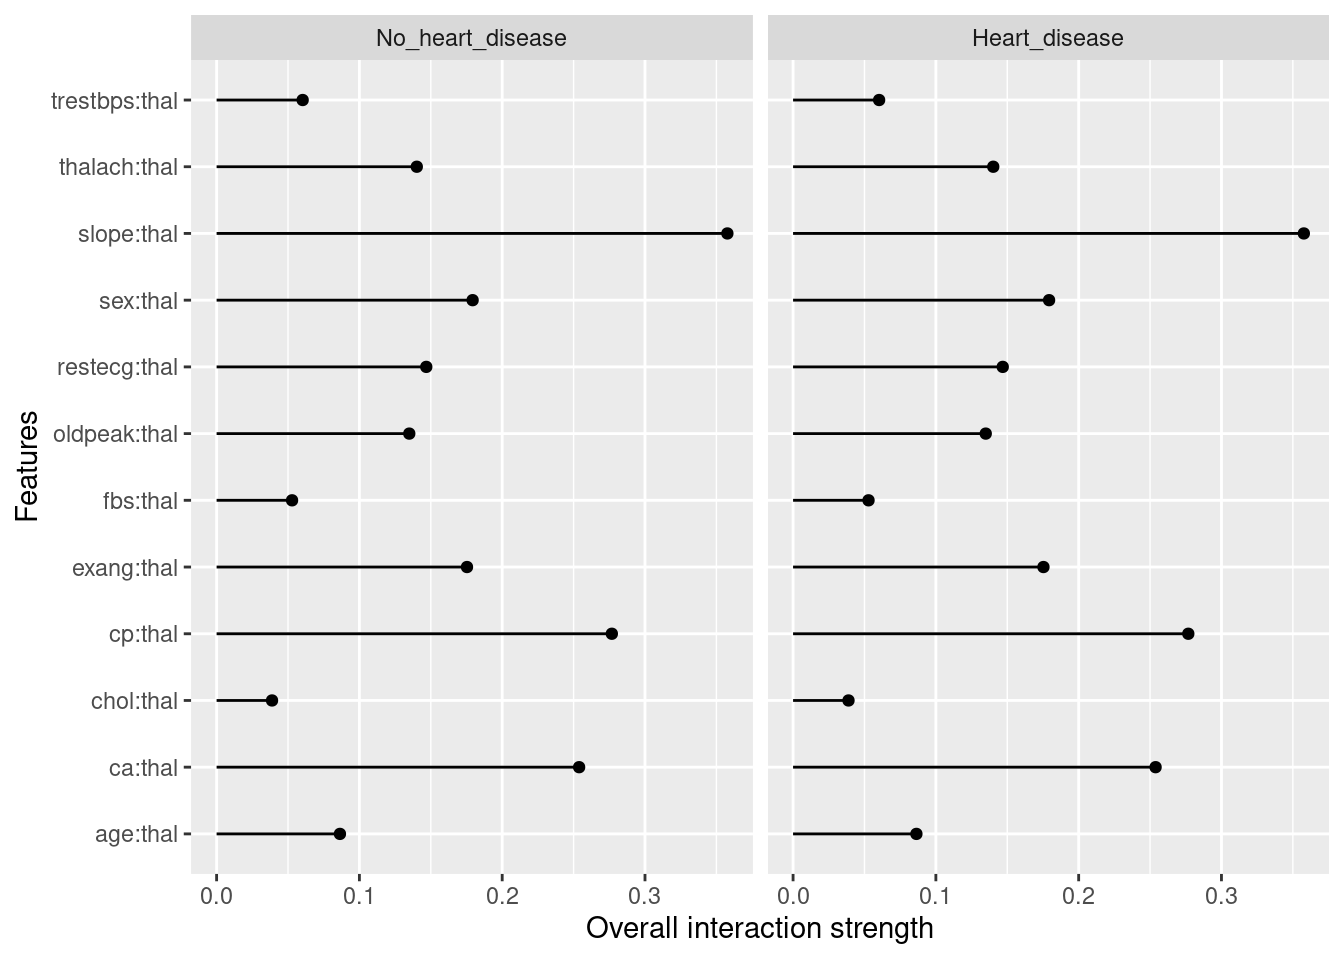 No_heart_disease
Heart_disease
Features
trestbps:thal
thalach:thal
slope:thal
sex:thal
restecg:thal
oldpeak:thal
fbs:thal
exang:thal
cp:thal
chol:thal
ca:thal
age:thal
0.0 0.1 0.2 0.3
0.0 0.1 0.2 0.3
Overall interaction strength